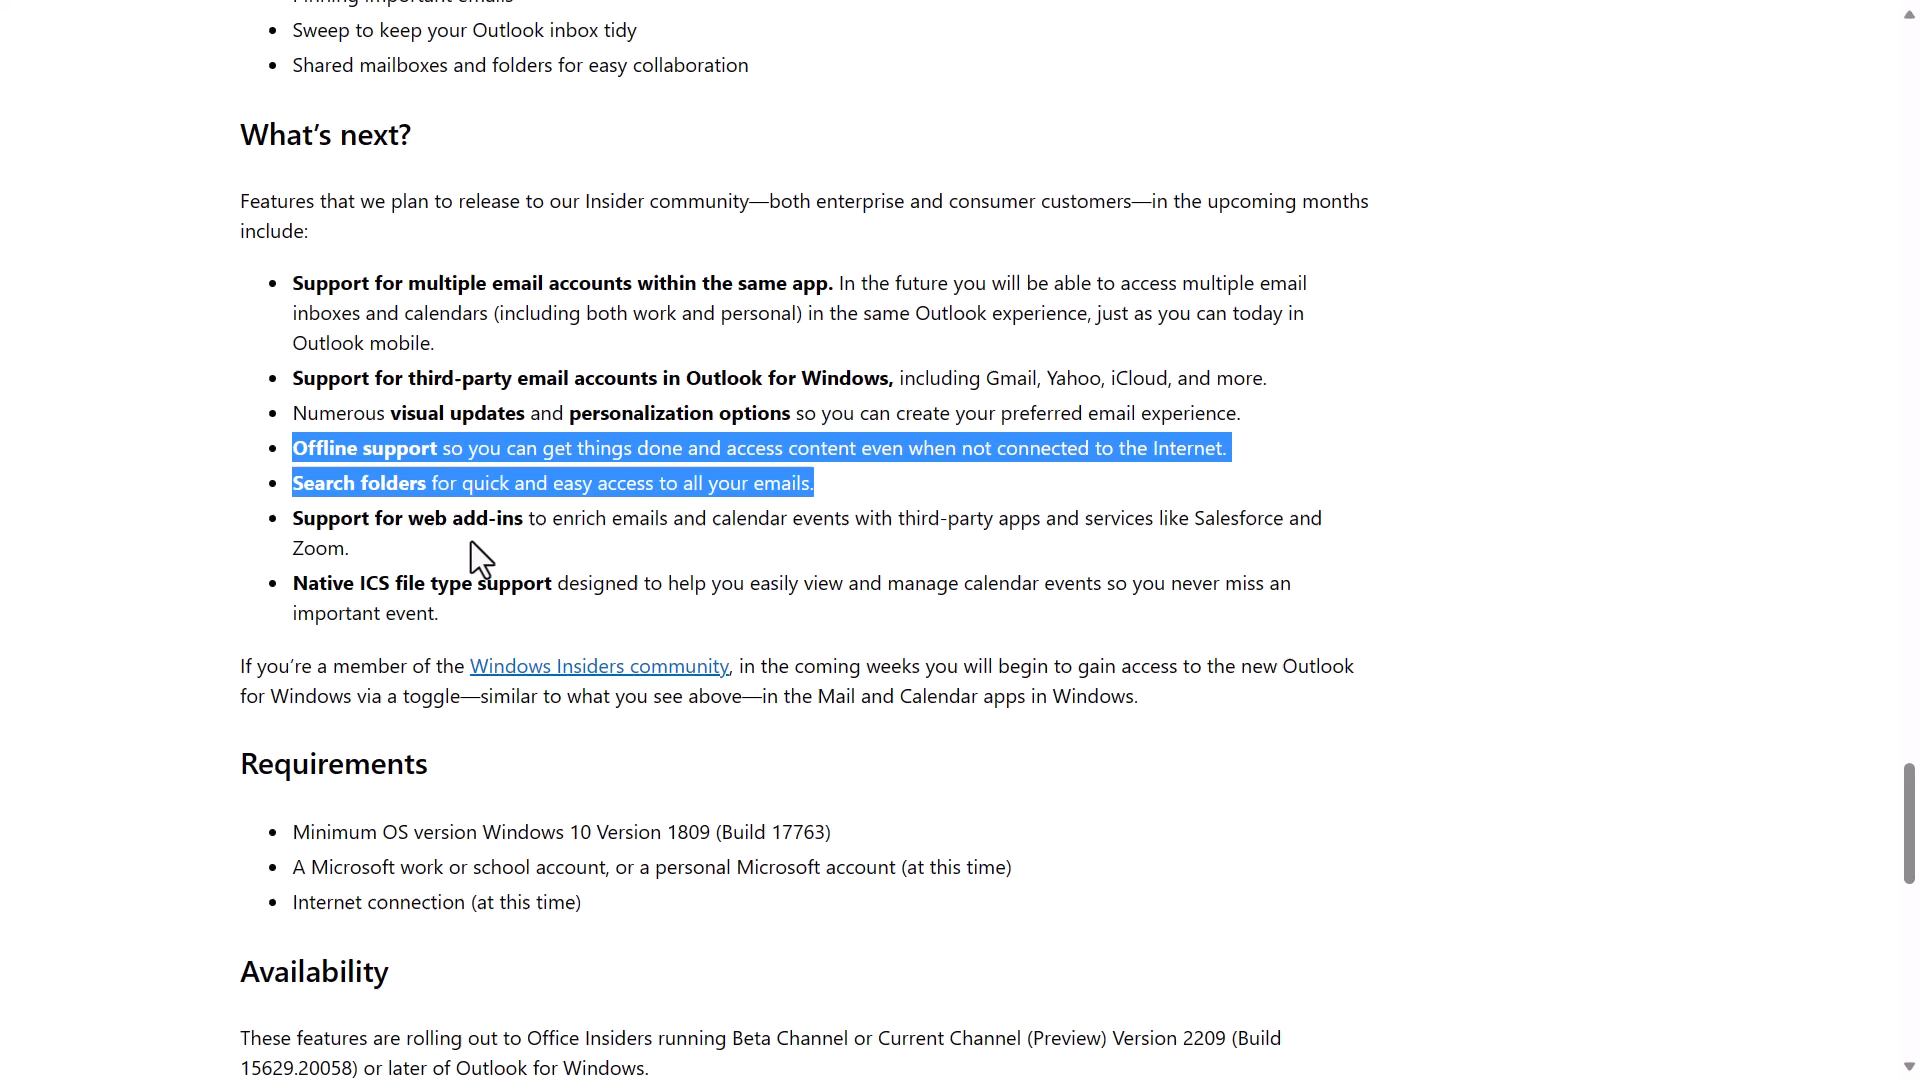 Pinning important emails
Sweep to keep your Outlook inbox tidy
Shared mailboxes and folders for easy collaboration
What's next?
Features that we plan to release to our Insider community—both enterprise and consumer customers—in the upcoming months
include:
Support for multiple email accounts within the same app. In the future you will be able to access multiple email
inboxes and calendars (including both work and personal) in the same Outlook experience, just as you can today in
Outlook mobile.
Support for third-party email accounts in Outlook for Windows, including Gmail, Yahoo, iCloud, and more.
Numerous visual updates and personalization options so you can create your preferred email experience.
Offline support so you can get things done and access content even when not connected to the Internet.
Search folders for quick and easy access to all your emails.
Support for web add-ins to enrich emails and calendar events with third-party apps and services like Salesforce and
Zoom.
Native ICS file type support designed to help you easily view and manage calendar events so you never miss an
important event.
If you're a member of the Windows Insiders community, in the coming weeks you will begin to gain access to the new Outlook
for Windows via a toggle—similar to what you see above—in the Mail and Calendar apps in Windows.
Requirements
Minimum OS version Windows 10 Version 1809 (Build 17763)
A Microsoft work or school account, or a personal Microsoft account (at this time)
Internet connection (at this time)
Availability
These features are rolling out to Office Insiders running Beta Channel or Current Channel (Preview) Version 2209 (Build
15629.20058) or later of Outlook for Windows.